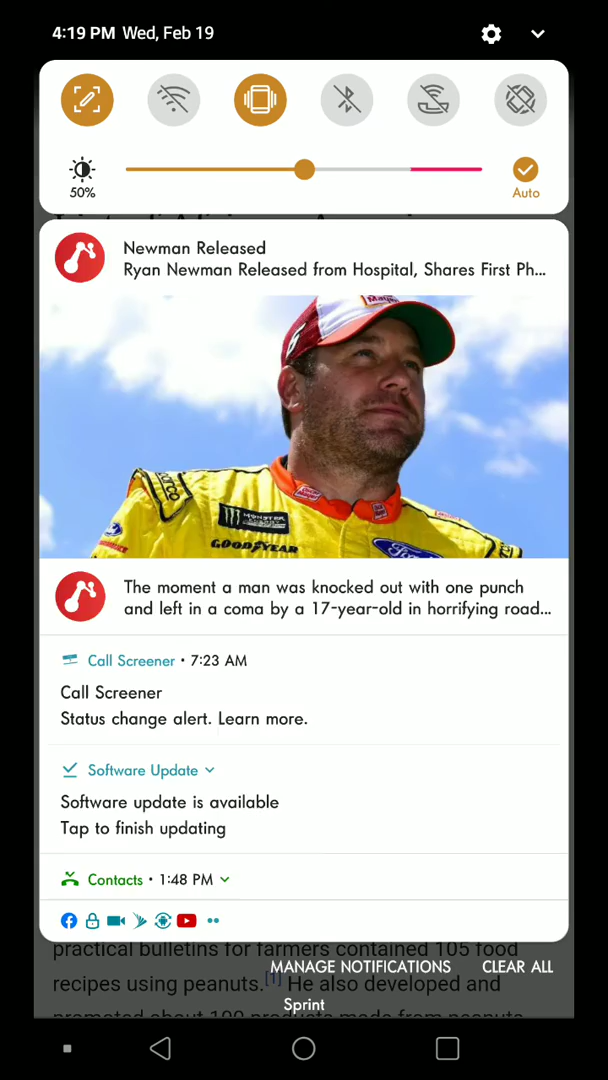 4:19 PM Wed, Feb 19
50%
Auto
Newman Released
Ryan Newman Released from Hospital, Shares First Ph...
MONSTER
GOODYEAR
Ford
The moment a man was knocked out with one punch
and left in a coma by a 17-year-old in horrifying road...
Call Screener • 7:23 AM
Call Screener
Status change alert. Learn more.
Software Update
Software update is available
Tap to finish updating
Contacts • 1:48 PM
practical bulletins for farmers contained 105 food
MANAGE NOTIFICATIONS CLEAR ALL
recipes using peanuts.[1] He also developed and
Sprint